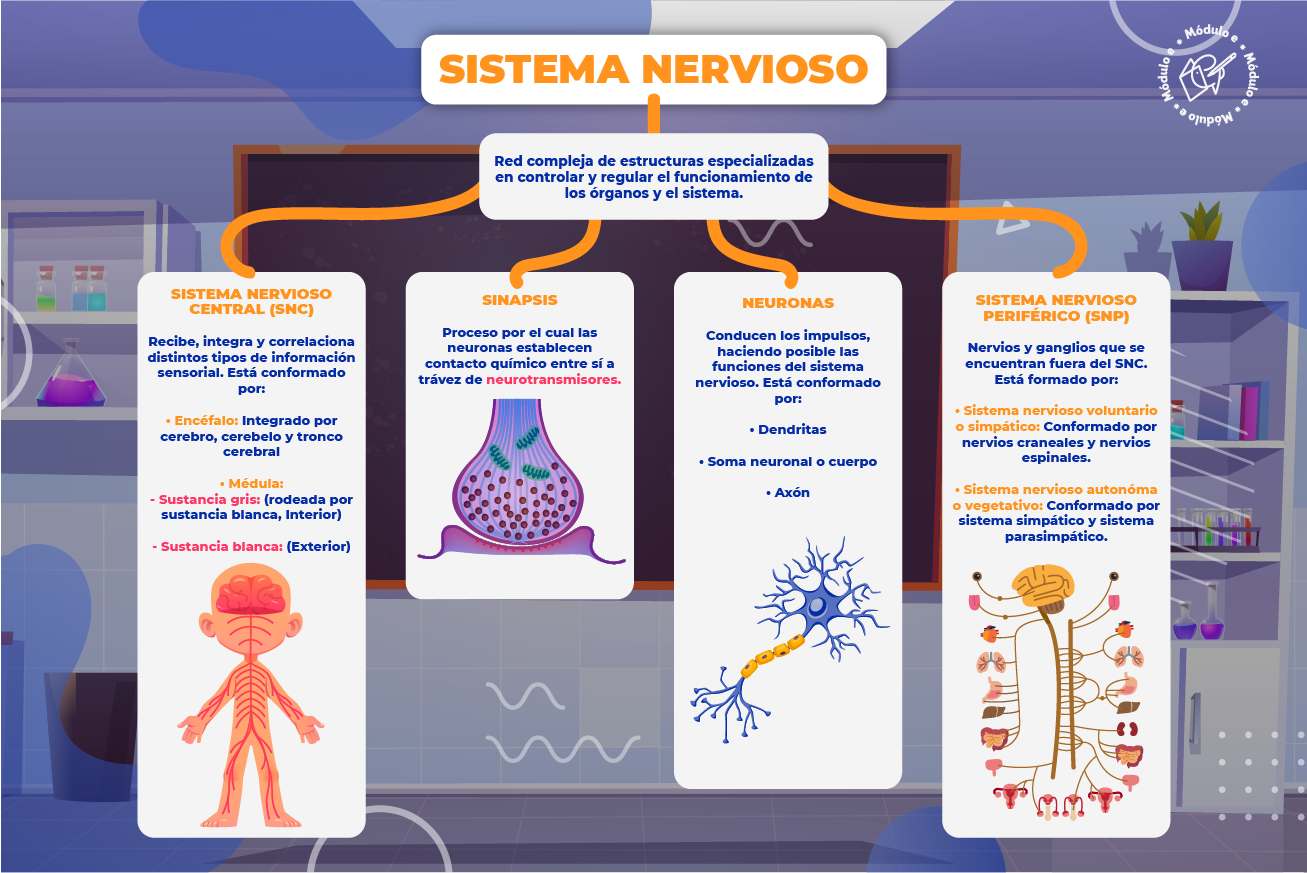 SISTEMA NERVIOSO
Módulo e * Módulo e * Módulo e * Módulo e *
Red compleja de estructuras especializadas
en controlar y regular el funcionamiento de
los órganos y el sistema.
SISTEMA NERVIOSO
CENTRAL (SNC)
Recibe, integra y correlaciona
distintos tipos de información
sensorial. Está conformado
por:
• Encéfalo: Integrado por
cerebro, cerebelo y tronco
cerebral
• Médula:
- Sustancia gris: (rodeada por
sustancia blanca, Interior)
- Sustancia blanca: (Exterior)
SINAPSIS
Proceso por el cual las
neuronas establecen
contacto químico entre sí a
trávez de neurotransmisores.
NEURONAS
Conducen los impulsos,
haciendo posible las
funciones del sistema
nervioso. Está conformado
por:
• Dendritas
• Soma neuronal o cuerpo
• Axón
SISTEMA NERVIOSO
PERIFÉRICO (SNP)
Nervios y ganglios que se
encuentran fuera del SNC.
Está formado por:
• Sistema nervioso voluntario
o simpático: Conformado por
nervios craneales y nervios
espinales.
• Sistema nervioso autonóma
o vegetativo: Conformado por
sistema simpático y sistema
parasimpático.